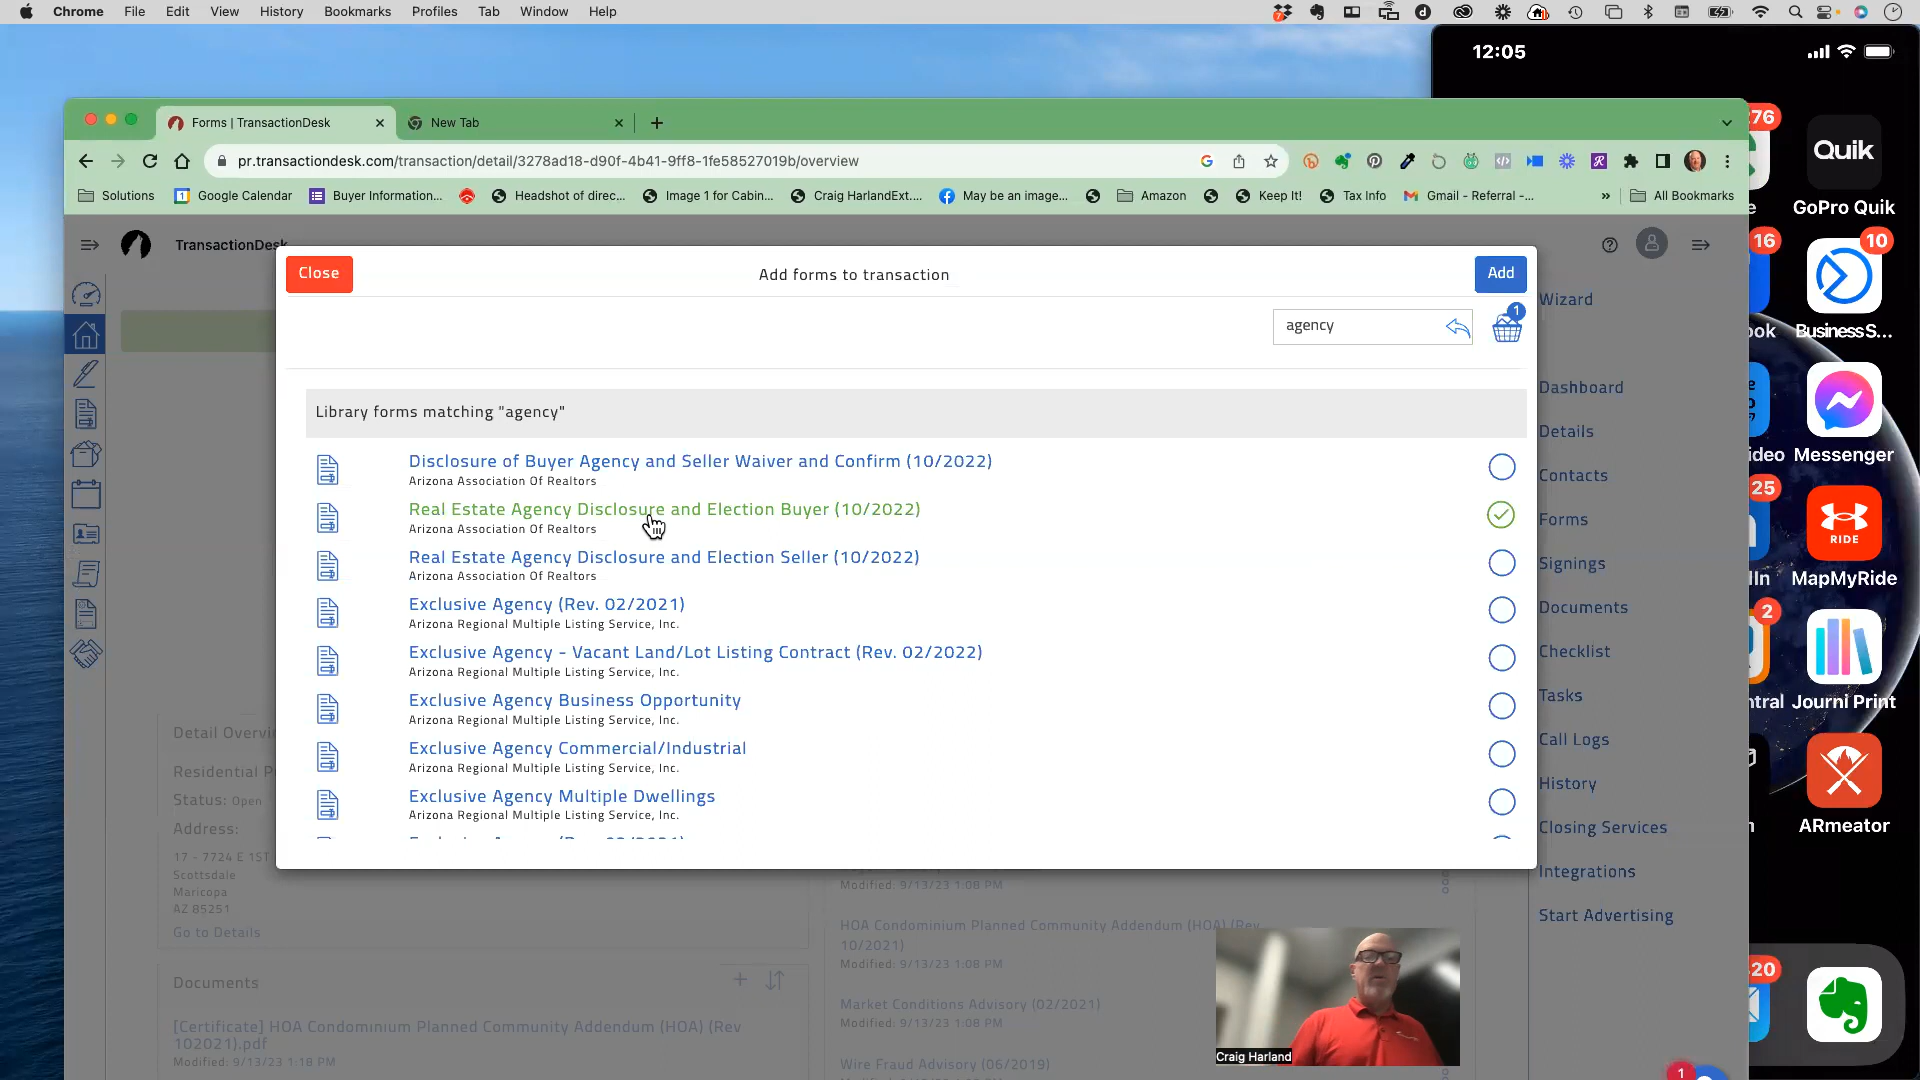 Chrome File Edit View History Bookmarks Profiles Tab Window Help
12:05
Forms | TransactionDesk
New Tab
pr.transactiondesk.com/transaction/detail/3278ad18-d90f-4b41-9ff8-1fe58527019b/overview
Solutions Google Calendar Buyer Information... Headshot of direc... Image 1 for Cabin... Craig HarlandExt.... May be an image... Amazon Keep It! Tax Info Gmail - Referral -... » All Bookmarks
TransactionDesk
Close
Add forms to transaction
Add
agency
1
Library forms matching "agency"
Disclosure of Buyer Agency and Seller Waiver and Confirm (10/2022)
Arizona Association Of Realtors
Real Estate Agency Disclosure and Election Buyer (10/2022)
Arizona Association Of Realtors
Real Estate Agency Disclosure and Election Seller (10/2022)
Arizona Association Of Realtors
Exclusive Agency (Rev. 02/2021)
Arizona Regional Multiple Listing Service, Inc.
Exclusive Agency - Vacant Land/Lot Listing Contract (Rev. 02/2022)
Arizona Regional Multiple Listing Service, Inc.
Exclusive Agency Business Opportunity
Arizona Regional Multiple Listing Service, Inc.
Exclusive Agency Commercial/Industrial
Arizona Regional Multiple Listing Service, Inc.
Exclusive Agency Multiple Dwellings
Arizona Regional Multiple Listing Service, Inc.
Wizard
Dashboard
Details
Contacts
Forms
Signings
Documents
Checklist
Tasks
Call Logs
History
Closing Services
Integrations
Start Advertising
Detail
Status: Open
Address:
17 - 7724 E 1ST
Scottsdale
Maricopa
AZ 85251
Go to Details
Documents
[Certificate] HOA Condominium Planned Community Addendum (HOA) (Rev
102021).pdf
Modified: 9/13/23 1:18 PM
Modified: 9/13/23 1:08 PM
HOA Condominium Planned Community Addendum (HOA) (Rev
10/2021)
Modified: 9/13/23 1:08 PM
Market Conditions Advisory (02/2021)
Modified: 9/13/23 1:08 PM
Wire Fraud Advisory (06/2019)
Craig Harland
1
276
Quik
GoPro Quik
16
10
Business S...
Messenger
25
RIDE
MapMyRide
2
Journi Print
ARmeator
20